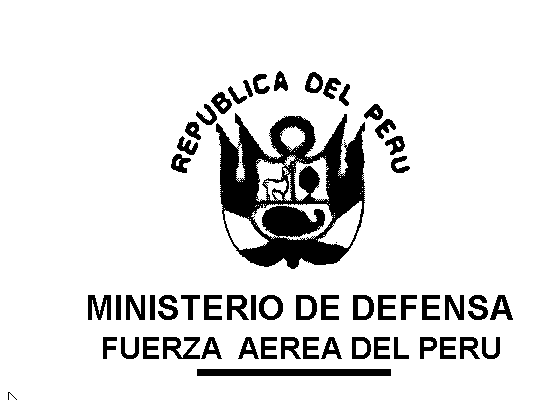 REPUBLICA DEL PERU
MINISTERIO DE DEFENSA
FUERZA AEREA DEL PERU